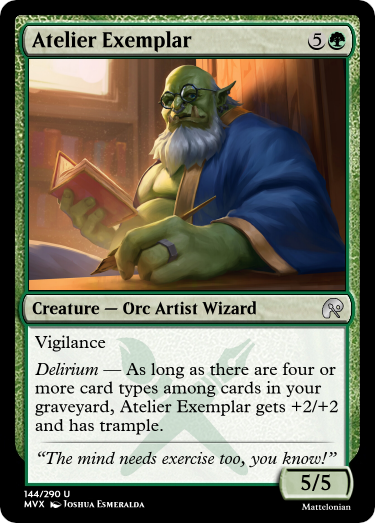 Atelier Exemplar 5
Creature — Orc Artist Wizard
Vigilance
Delirium — As long as there are four or
more card types among cards in your
graveyard, Atelier Exemplar gets +2/+2
and has trample.
“The mind needs exercise too, you know!”
5/5
144/290 U
MVX Joshua Esmeralda
Mattelonian